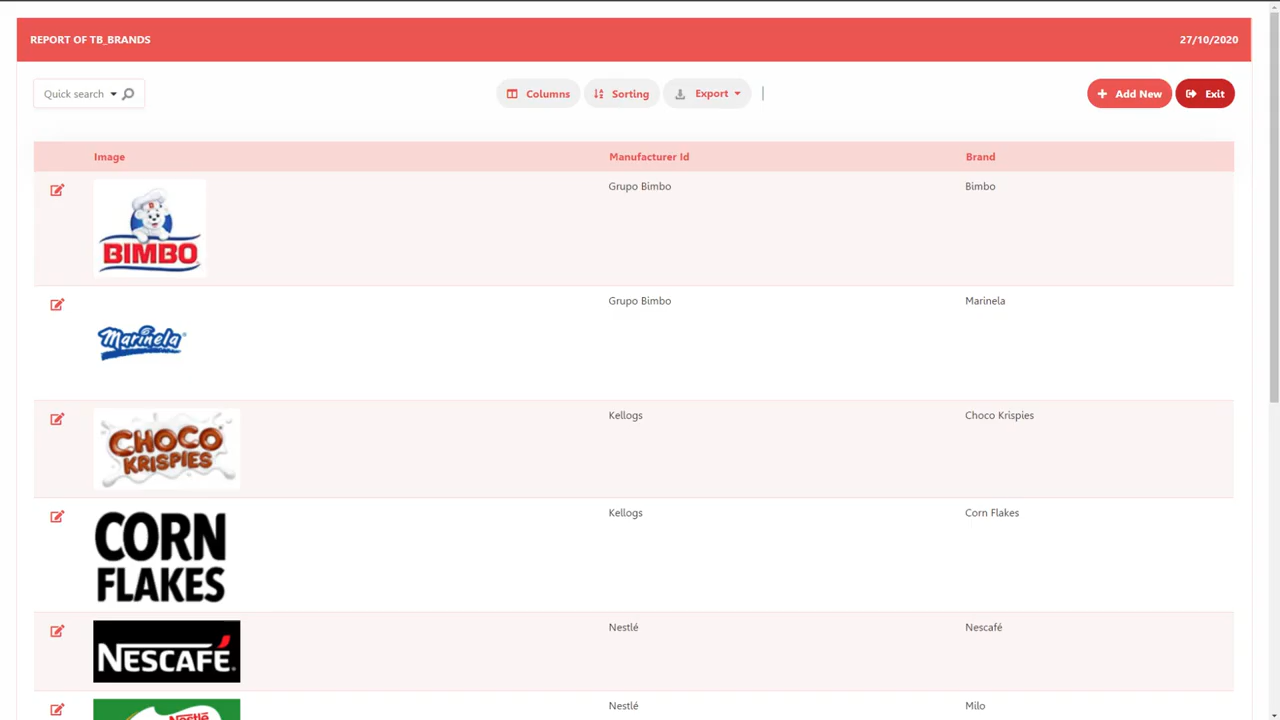 REPORT OF TB_BRANDS 27/10/2020
Quick search Columns Sorting Export Add New Exit
Image Manufacturer Id Brand
BIMBO Grupo Bimbo Bimbo
Marinela Grupo Bimbo Marinela
CHOCO KRISPIES Kellogs Choco Krispies
CORN FLAKES Kellogs Corn Flakes
NESCAFÉ. Nestlé Nescafé
Nestlé Nestlé Milo